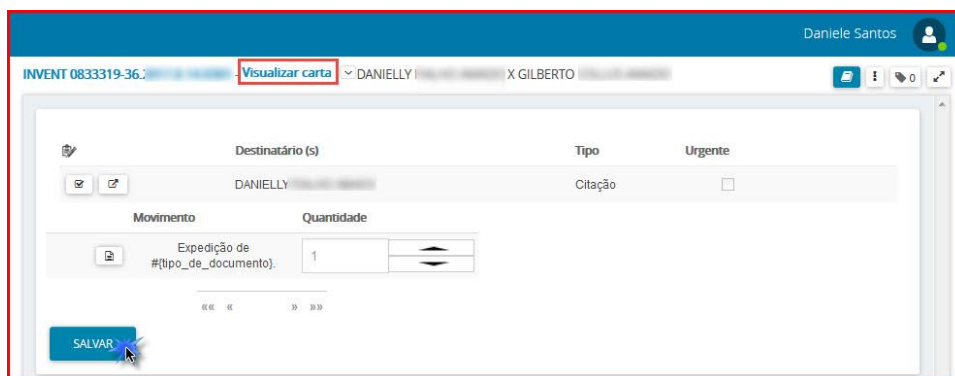 Daniele Santos
INVENT 0833319-36. - Visualizar carta DANIELLY X GILBERTO 0
Destinatário (s) Tipo Urgente
DANIELLY Citação
Movimento Quantidade
Expedição de
#{tipo_de_documento}. 1
«« « » »»
SALVAR